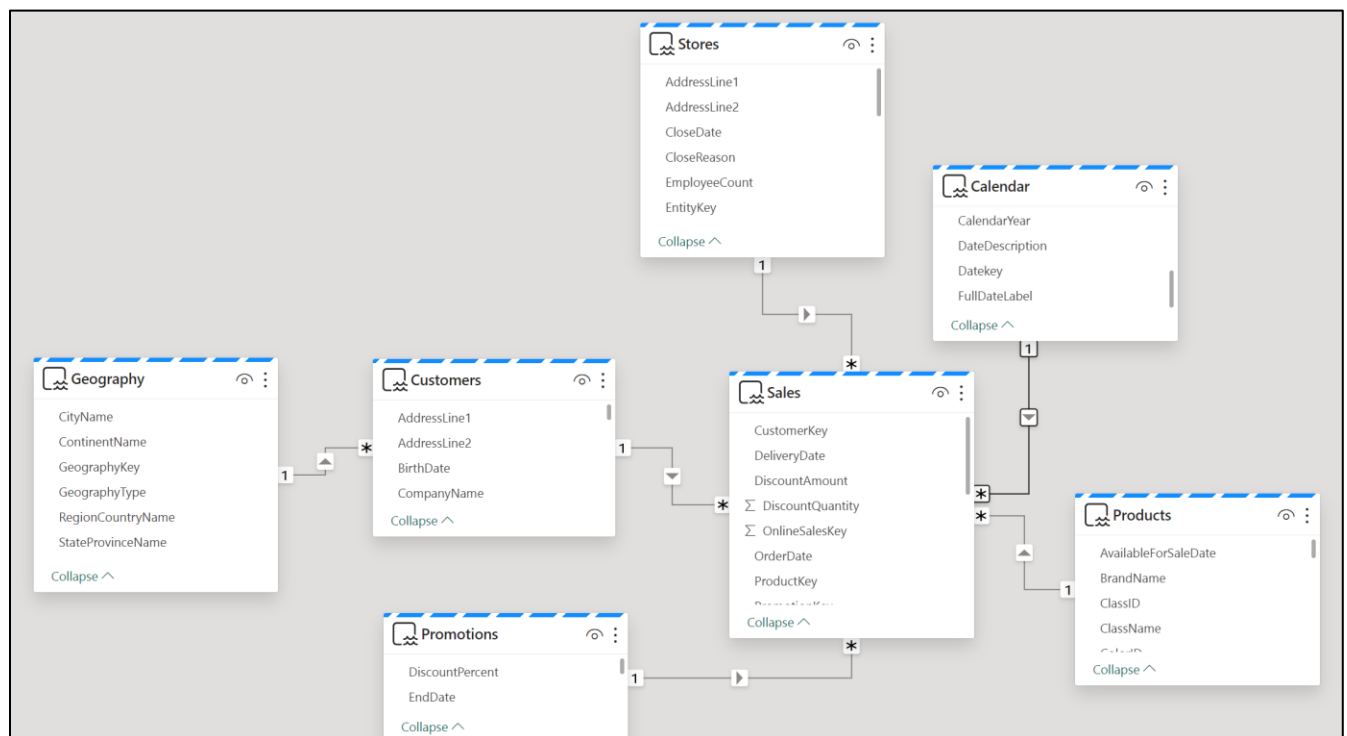 Stores
AddressLine1
AddressLine2
CloseDate
CloseReason
EmployeeCount
EntityKey
Collapse
1
*
Calendar
CalendarYear
DateDescription
Datekey
FullDateLabel
Collapse
1
*
Geography
CityName
ContinentName
GeographyKey
GeographyType
RegionCountryName
StateProvinceName
Collapse
1
*
Customers
AddressLine1
AddressLine2
BirthDate
CompanyName
Collapse
1
*
Sales
CustomerKey
DeliveryDate
DiscountAmount
Σ DiscountQuantity
Σ OnlineSalesKey
OrderDate
ProductKey
PromotionKey
Collapse
*
*
Products
AvailableForSaleDate
BrandName
ClassID
ClassName
ColorID
Collapse
1
Promotions
DiscountPercent
EndDate
Collapse
1